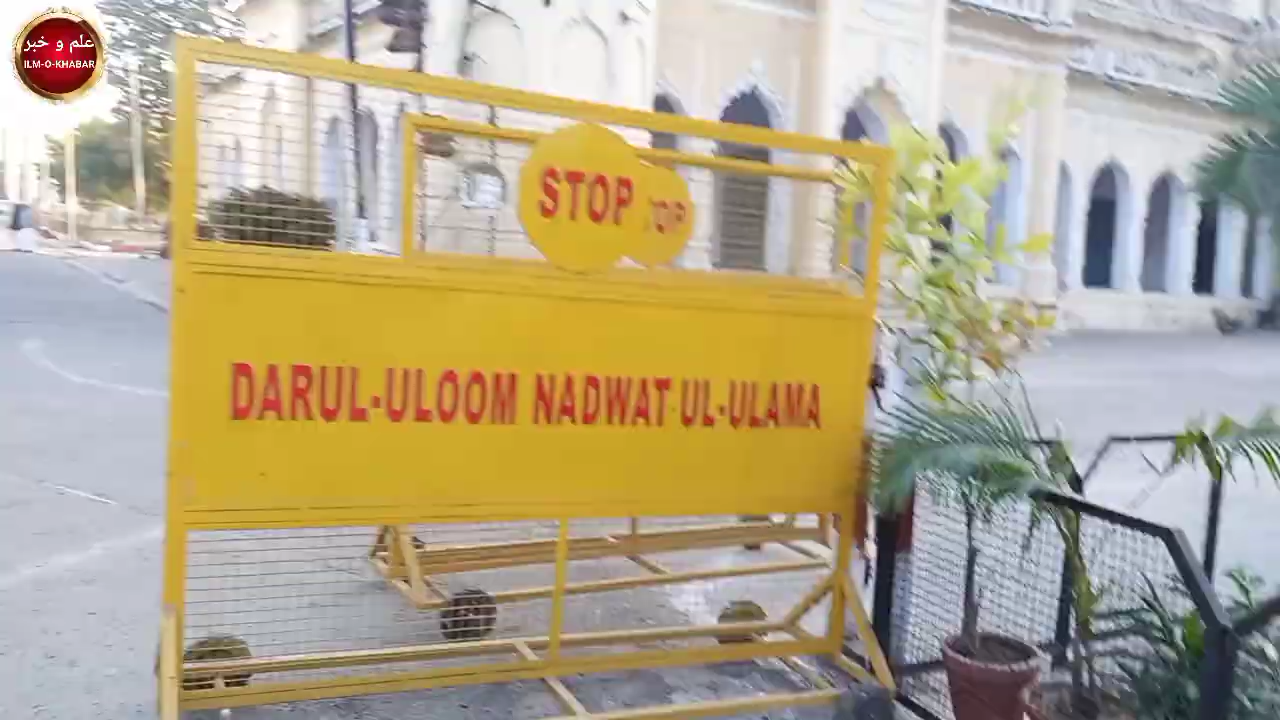 علم و خبر
ILM-O-KHABAR
STOP
TOP
DARUL-ULOOM NADWAT UL-ULAMA